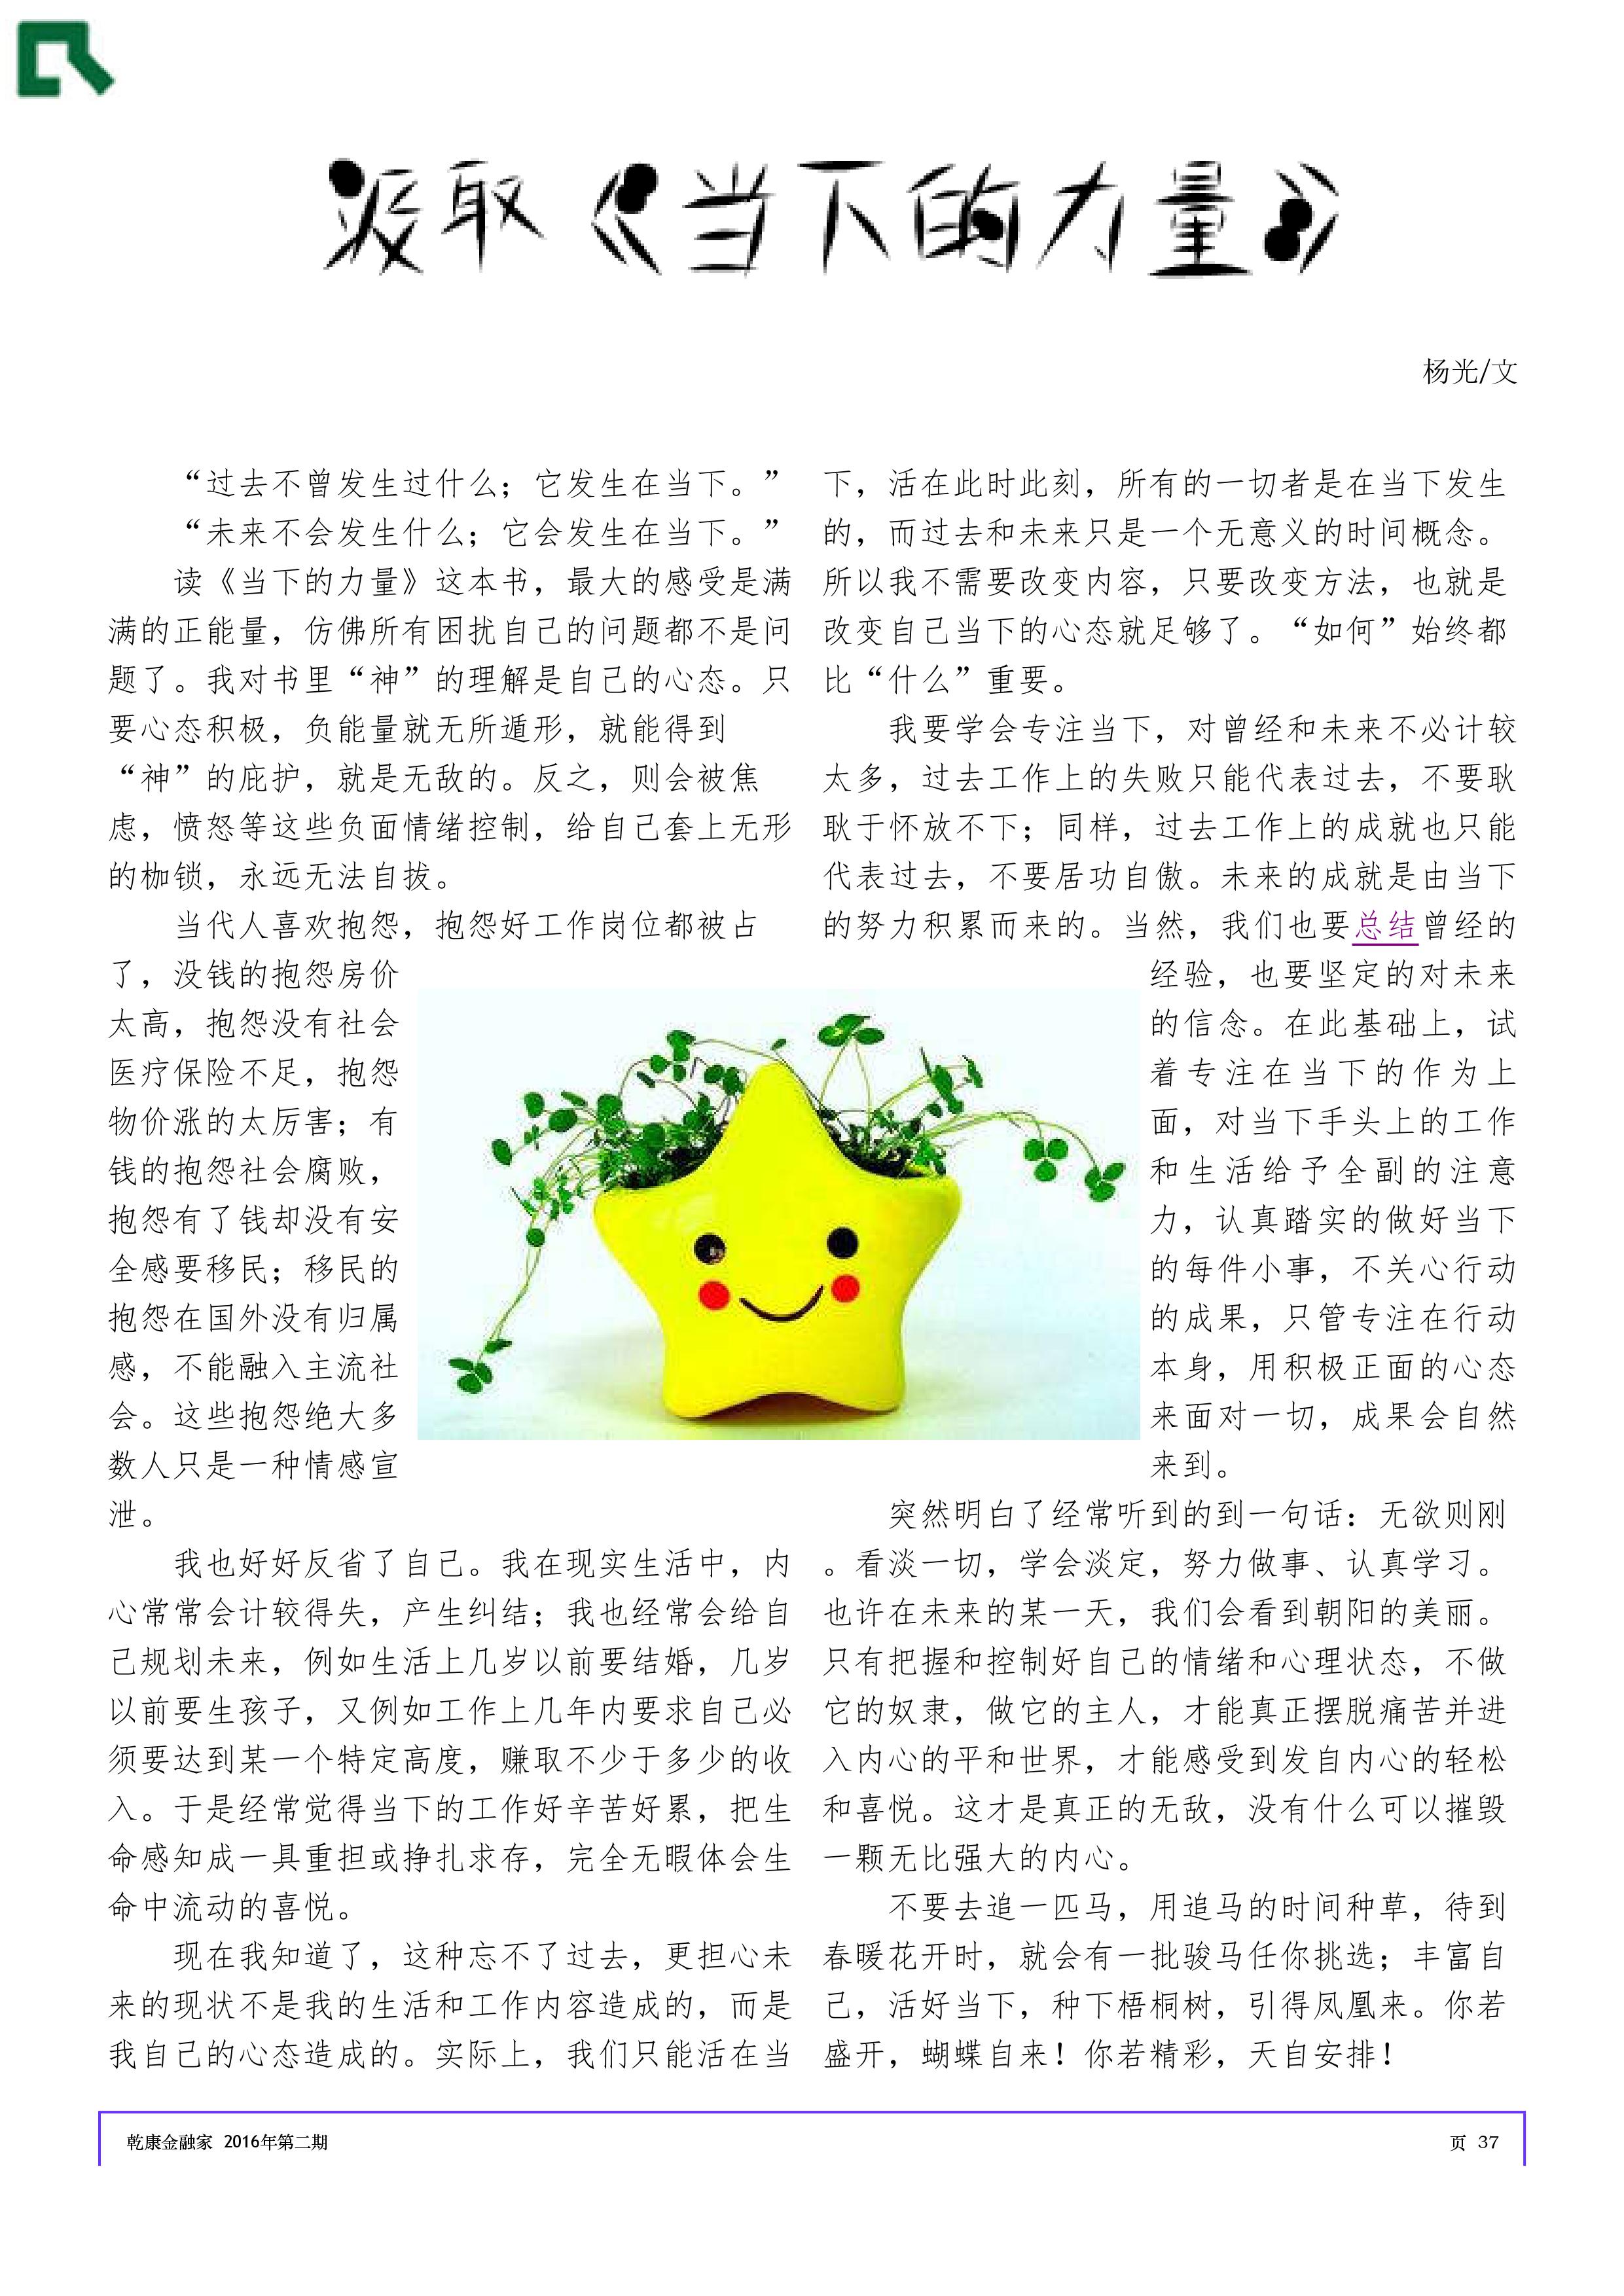 汲取《当下的力量》
杨光/文
“过去不曾发生过什么；它发生在当下。”
“未来不会发生什么；它会发生在当下。”
读《当下的力量》这本书，最大的感受是满
满的正能量，仿佛所有困扰自己的问题都不是问
题了。我对书里“神”的理解是自己的心态。只
要心态积极，负能量就无所遁形，就能得到
“神”的庇护，就是无敌的。反之，则会被焦
虑，愤怒等这些负面情绪控制，给自己套上无形
的枷锁，永远无法自拔。
当代人喜欢抱怨，抱怨好工作岗位都被占
了，没钱的抱怨房价
太高，抱怨没有社会
医疗保险不足，抱怨
物价涨的太厉害；有
钱的抱怨社会腐败，
抱怨有了钱却没有安
全感要移民；移民的
抱怨在国外没有归属
感，不能融入主流社
会。这些抱怨绝大多
数人只是一种情感宣
泄。
我也好好反省了自己。我在现实生活中，内
心常常会计较得失，产生纠结；我也经常会给自
己规划未来，例如生活上几岁以前要结婚，几岁
以前要生孩子，又例如工作上几年内要求自己必
须要达到某一个特定高度，赚取不少于多少的收
入。于是经常觉得当下的工作好辛苦好累，把生
命感知成一具重担或挣扎求存，完全无暇体会生
命中流动的喜悦。
现在我知道了，这种忘不了过去，更担心未
来的现状不是我的生活和工作内容造成的，而是
我自己的心态造成的。实际上，我们只能活在当
下，活在此时此刻，所有的一切者是在当下发生
的，而过去和未来只是一个无意义的时间概念。
所以我不需要改变内容，只要改变方法，也就是
改变自己当下的心态就足够了。“如何”始终都
比“什么”重要。
我要学会专注当下，对曾经和未来不必计较
太多，过去工作上的失败只能代表过去，不要耿
耿于怀放不下；同样，过去工作上的成就也只能
代表过去，不要居功自傲。未来的成就是由当下
的努力积累而来的。当然，我们也要总结曾经的
经验，也要坚定的对未来
的信念。在此基础上，试
着专注在当下的作为上
面，对当下手头上的工作
和生活给予全副的注意
力，认真踏实的做好当下
的每件小事，不关心行动
的成果，只管专注在行动
本身，用积极正面的心态
来面对一切，成果会自然
来到。
突然明白了经常听到的到一句话：无欲则刚
。看淡一切，学会淡定，努力做事、认真学习。
也许在未来的某一天，我们会看到朝阳的美丽。
只有把握和控制好自己的情绪和心理状态，不做
它的奴隶，做它的主人，才能真正摆脱痛苦并进
入内心的平和世界，才能感受到发自内心的轻松
和喜悦。这才是真正的无敌，没有什么可以摧毁
一颗无比强大的内心。
不要去追一匹马，用追马的时间种草，待到
春暖花开时，就会有一批骏马任你挑选；丰富自
己，活好当下，种下梧桐树，引得凤凰来。你若
盛开，蝴蝶自来！你若精彩，天自安排！
乾康金融家 2016年第二期
页 37